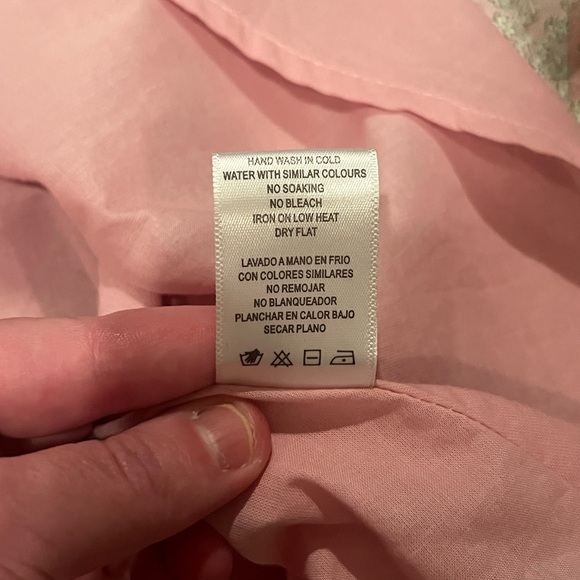 HAND WASH IN COLD
WATER WITH SIMILAR COLOURS
NO SOAKING
NO BLEACH
IRON ON LOW HEAT
DRY FLAT
LAVADO A MANO EN FRIO
CON COLORES SIMILARES
NO REMOJAR
NO BLANQUEADOR
PLANCHAR EN CALOR BAJO
SECAR PLANO